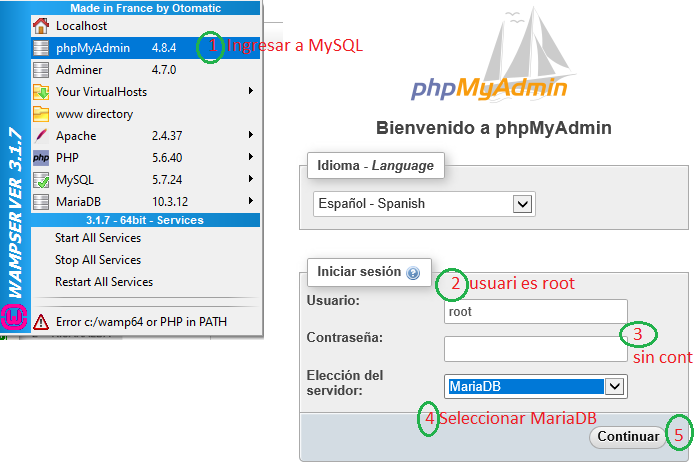 Made in France by Otomatic
Localhost
phpMyAdmin 4.8.4
Adminer 4.7.0
Your VirtualHosts
www directory
Apache 2.4.37
php PHP 5.6.40
MySQL 5.7.24
MariaDB 10.3.12
3.1.7 - 64bit - Services
Start All Services
Stop All Services
Restart All Services
Error c:/wamp64 or PHP in PATH
WAMPSERVER 3.1.7
1 Ingresar a MySQL
phpMyAdmin
Bienvenido a phpMyAdmin
Idioma - Language
Español - Spanish
Iniciar sesión
2 usuari es root
Usuario:
root
Contraseña:
3
sin cont
Elección del
servidor:
MariaDB
4 Seleccionar MariaDB
Continuar
5